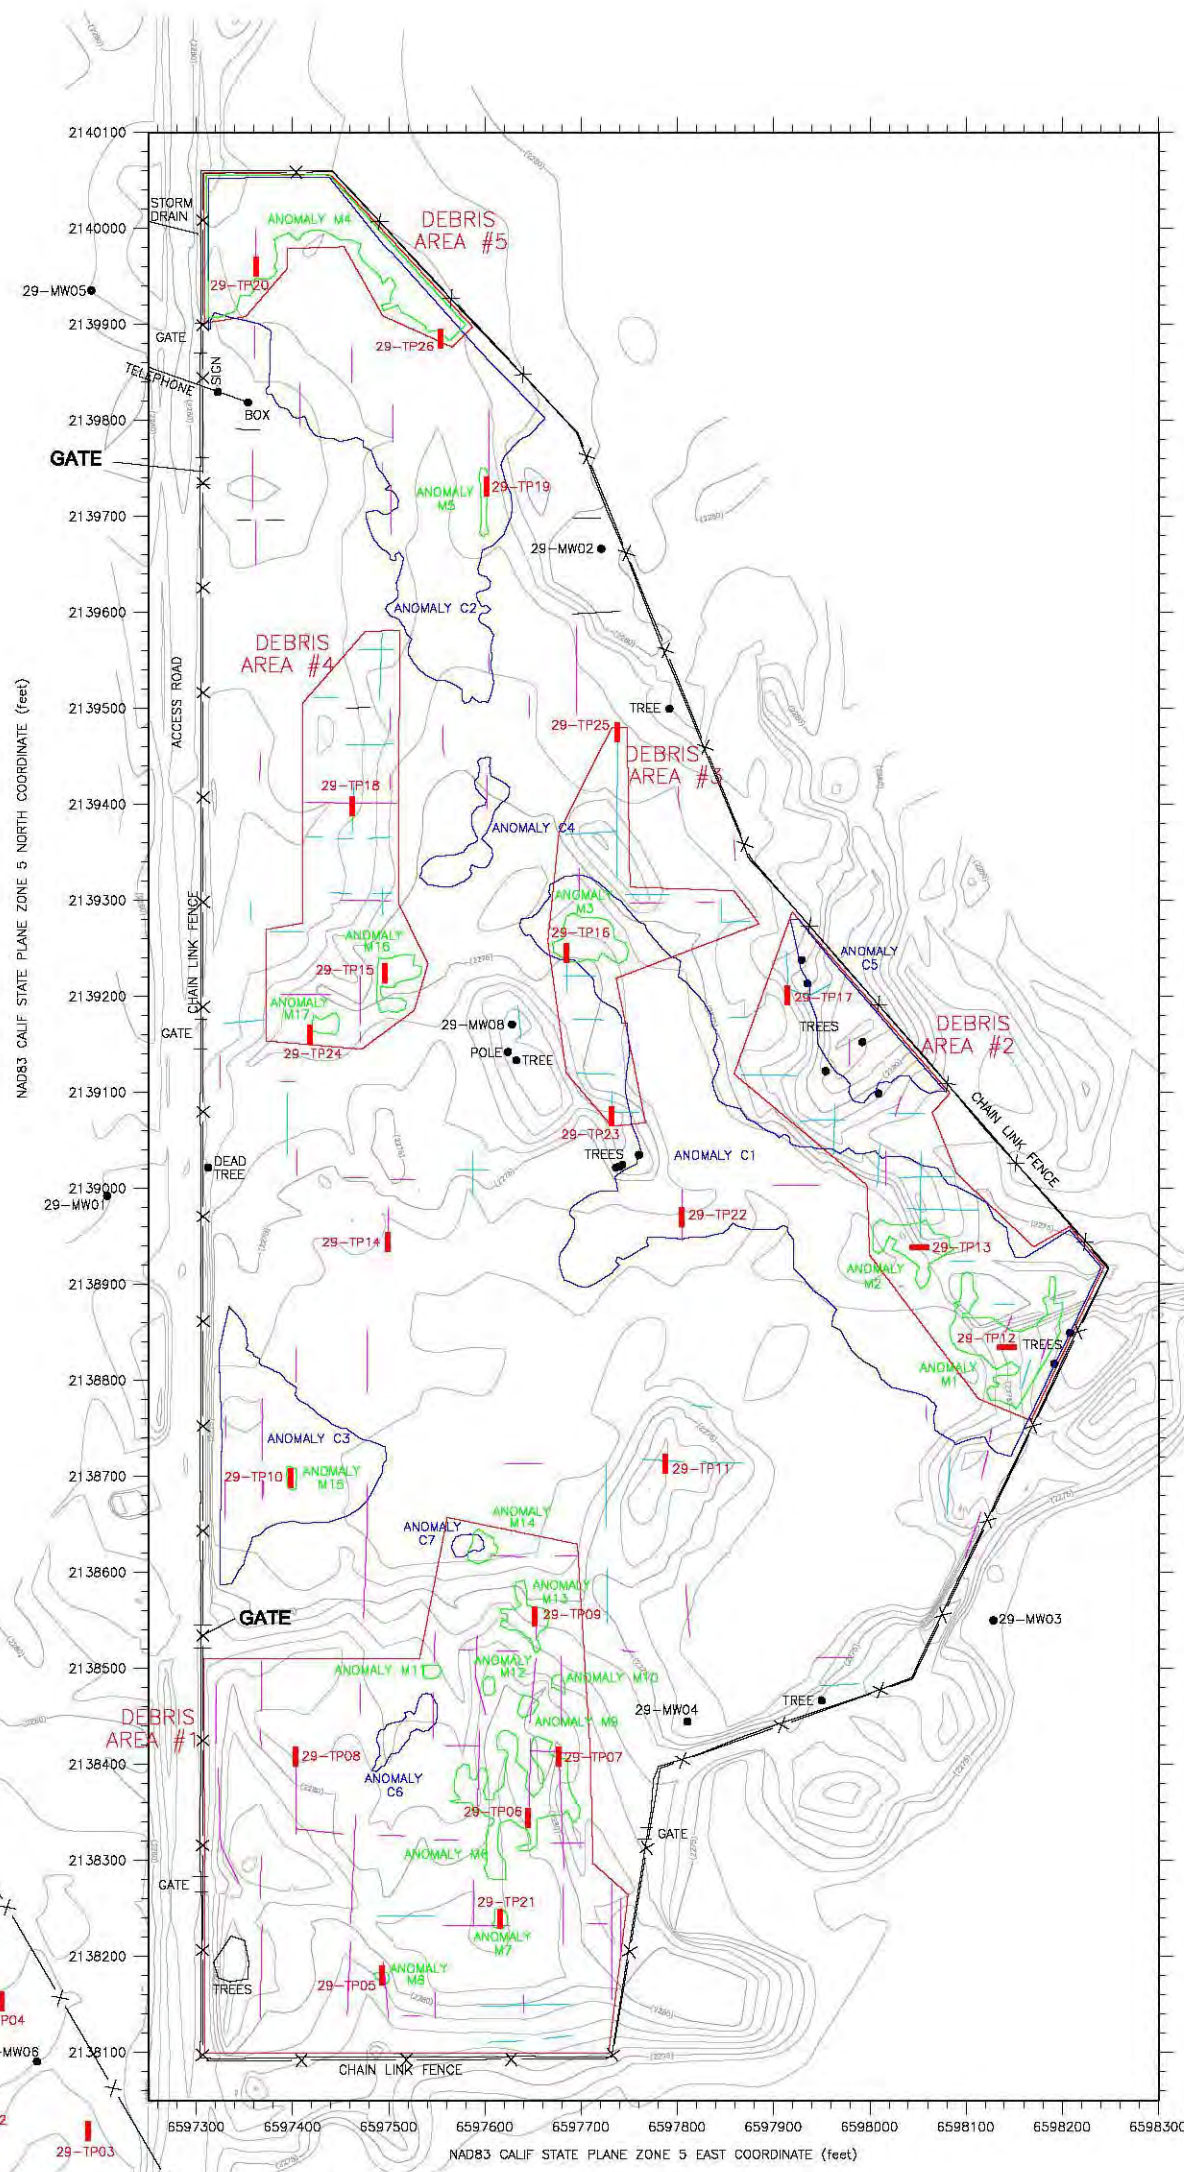 2140100
STORM
DRAIN
2140000
ANOMALY M4
DEBRIS
AREA #5
29-TP20
29-MW05
2139900
GATE
29-TP26
SIGN
TELEPHONE
BOX
2139800
GATE
ANOMALY
M5
29-TP19
2139700
29-MW02
2139600
ANOMALY C2
DEBRIS
AREA #4
ACCESS ROAD
2139500
TREE
29-TP25
DEBRIS
AREA #3
29-TP18
2139400
ANOMALY C4
NAD83 CALIF STATE PLANE ZONE 5 NORTH COORDINATE (feet)
2139300
CHAIN LINK FENCE
ANOMALY
M3
29-TP16
ANOMALY
M16
29-TP15
ANOMALY
C5
2139200
29-TP17
TREES
ANOMALY
M17
GATE
29-TP24
29-MW08
POLE
TREE
DEBRIS
AREA #2
2139100
CHAIN LINK FENCE
29-TP23
TREES
ANOMALY C1
DEAD
TREE
2139000
29-MW01
29-TP22
29-TP14
29-TP13
ANOMALY
M2
2138900
29-TP12
TREES
ANOMALY
M1
2138800
ANOMALY C3
29-TP10
ANOMALY
M15
2138700
29-TP11
ANOMALY
M14
ANOMALY
C7
2138600
ANOMALY
M13
29-TP09
GATE
29-MW03
2138500
ANOMALY M11
ANOMALY
M12
ANOMALY M10
TREE
29-MW04
DEBRIS
AREA #1
ANOMALY M9
29-TP08
29-TP07
2138400
ANOMALY
C6
29-TP06
GATE
2138300
ANOMALY M6
GATE
29-TP21
ANOMALY
M7
2138200
29-TP05
ANOMALY
M8
TREES
P04
MW06
2138100
CHAIN LINK FENCE
2
29-TP03
6597300
6597400
6597500
6597600
6597700
6597800
6597900
6598000
6598100
6598200
6598300
NAD83 CALIF STATE PLANE ZONE 5 EAST COORDINATE (feet)